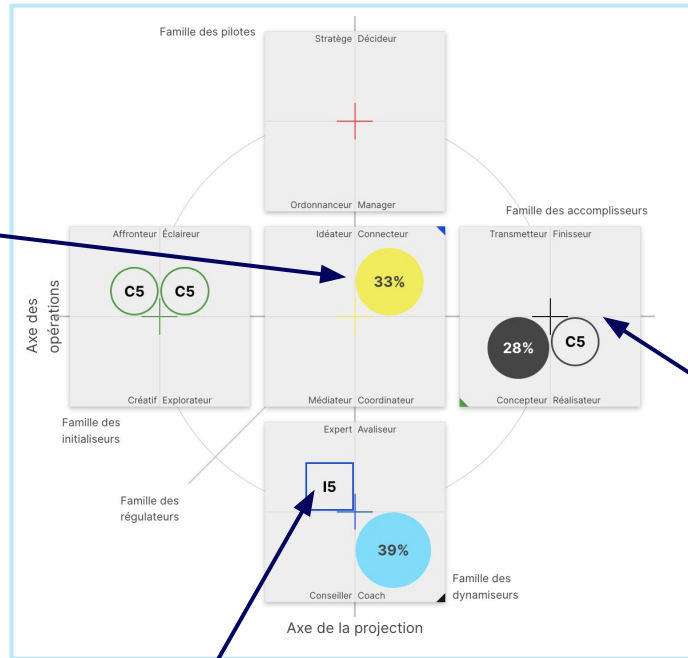 Famille des pilotes
Stratège Décideur
Ordonnanceur Manager
Famille des accomplisseurs
Affronteur Éclaireur
Idéateur Connecteur
Transmetteur Finisseur
33%
C5 C5
Axe des
opérations
28%
C5
Créatif Explorateur
Médiateur Coordinateur
Concepteur Réalisateur
Famille des
initialiseurs
Expert Avaliseur
I5
Famille des
régulateurs
39%
Famille des
dynamiseurs
Conseiller Coach
Axe de la projection